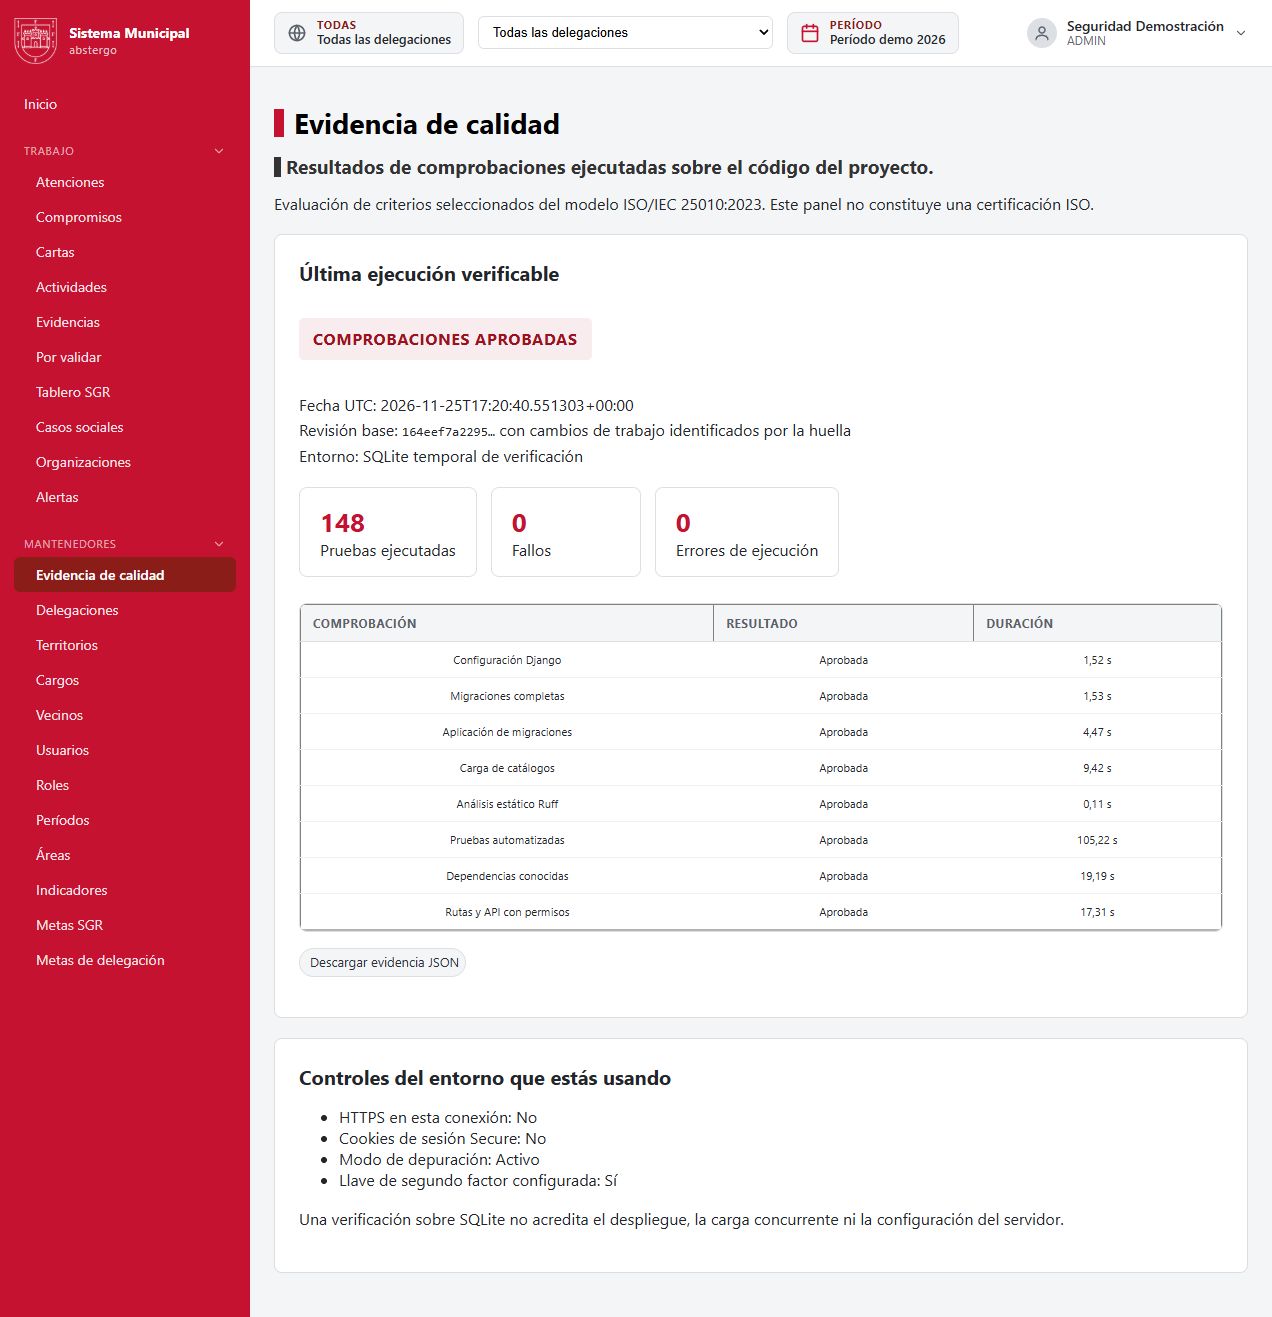 Sistema Municipal
abstergo
Inicio
TRABAJO
Atenciones
Compromisos
Cartas
Actividades
Evidencias
Por validar
Tablero SGR
Casos sociales
Organizaciones
Alertas
MANTENEDORES
Evidencia de calidad
Delegaciones
Territorios
Cargos
Vecinos
Usuarios
Roles
Períodos
Áreas
Indicadores
Metas SGR
Metas de delegación
TODAS
Todas las delegaciones
Todas las delegaciones
PERÍODO
Período demo 2026
Seguridad Demostración
ADMIN
Evidencia de calidad
Resultados de comprobaciones ejecutadas sobre el código del proyecto.
Evaluación de criterios seleccionados del modelo ISO/IEC 25010:2023. Este panel no constituye una certificación ISO.
Última ejecución verificable
COMPROBACIONES APROBADAS
Fecha UTC: 2026-11-25T17:20:40.551303+00:00
Revisión base: 164eef7a2295… con cambios de trabajo identificados por la huella
Entorno: SQLite temporal de verificación
148
Pruebas ejecutadas
0
Fallos
0
Errores de ejecución
COMPROBACIÓN RESULTADO DURACIÓN
Configuración Django Aprobada 1,52 s
Migraciones completas Aprobada 1,53 s
Aplicación de migraciones Aprobada 4,47 s
Carga de catálogos Aprobada 9,42 s
Análisis estático Ruff Aprobada 0,11 s
Pruebas automatizadas Aprobada 105,22 s
Dependencias conocidas Aprobada 19,19 s
Rutas y API con permisos Aprobada 17,31 s
Descargar evidencia JSON
Controles del entorno que estás usando
HTTPS en esta conexión: No
Cookies de sesión Secure: No
Modo de depuración: Activo
Llave de segundo factor configurada: Sí
Una verificación sobre SQLite no acredita el despliegue, la carga concurrente ni la configuración del servidor.